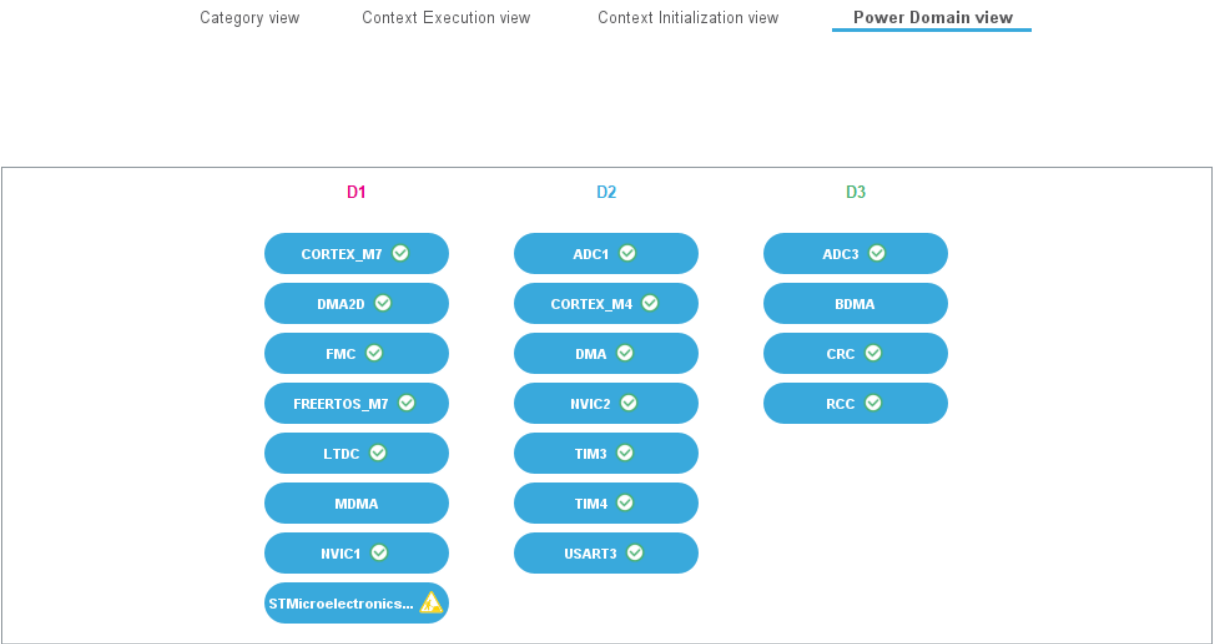 Category view Context Execution view Context Initialization view Power Domain view
D1 D2 D3
CORTEX_M7 ADC1 ADC3
DMA2D CORTEX_M4 BDMA
FMC DMA CRC
FREERTOS_M7 NVIC2 RCC
LTDC TIM3
MDMA TIM4
NVIC1 USART3
STMicroelectronics...